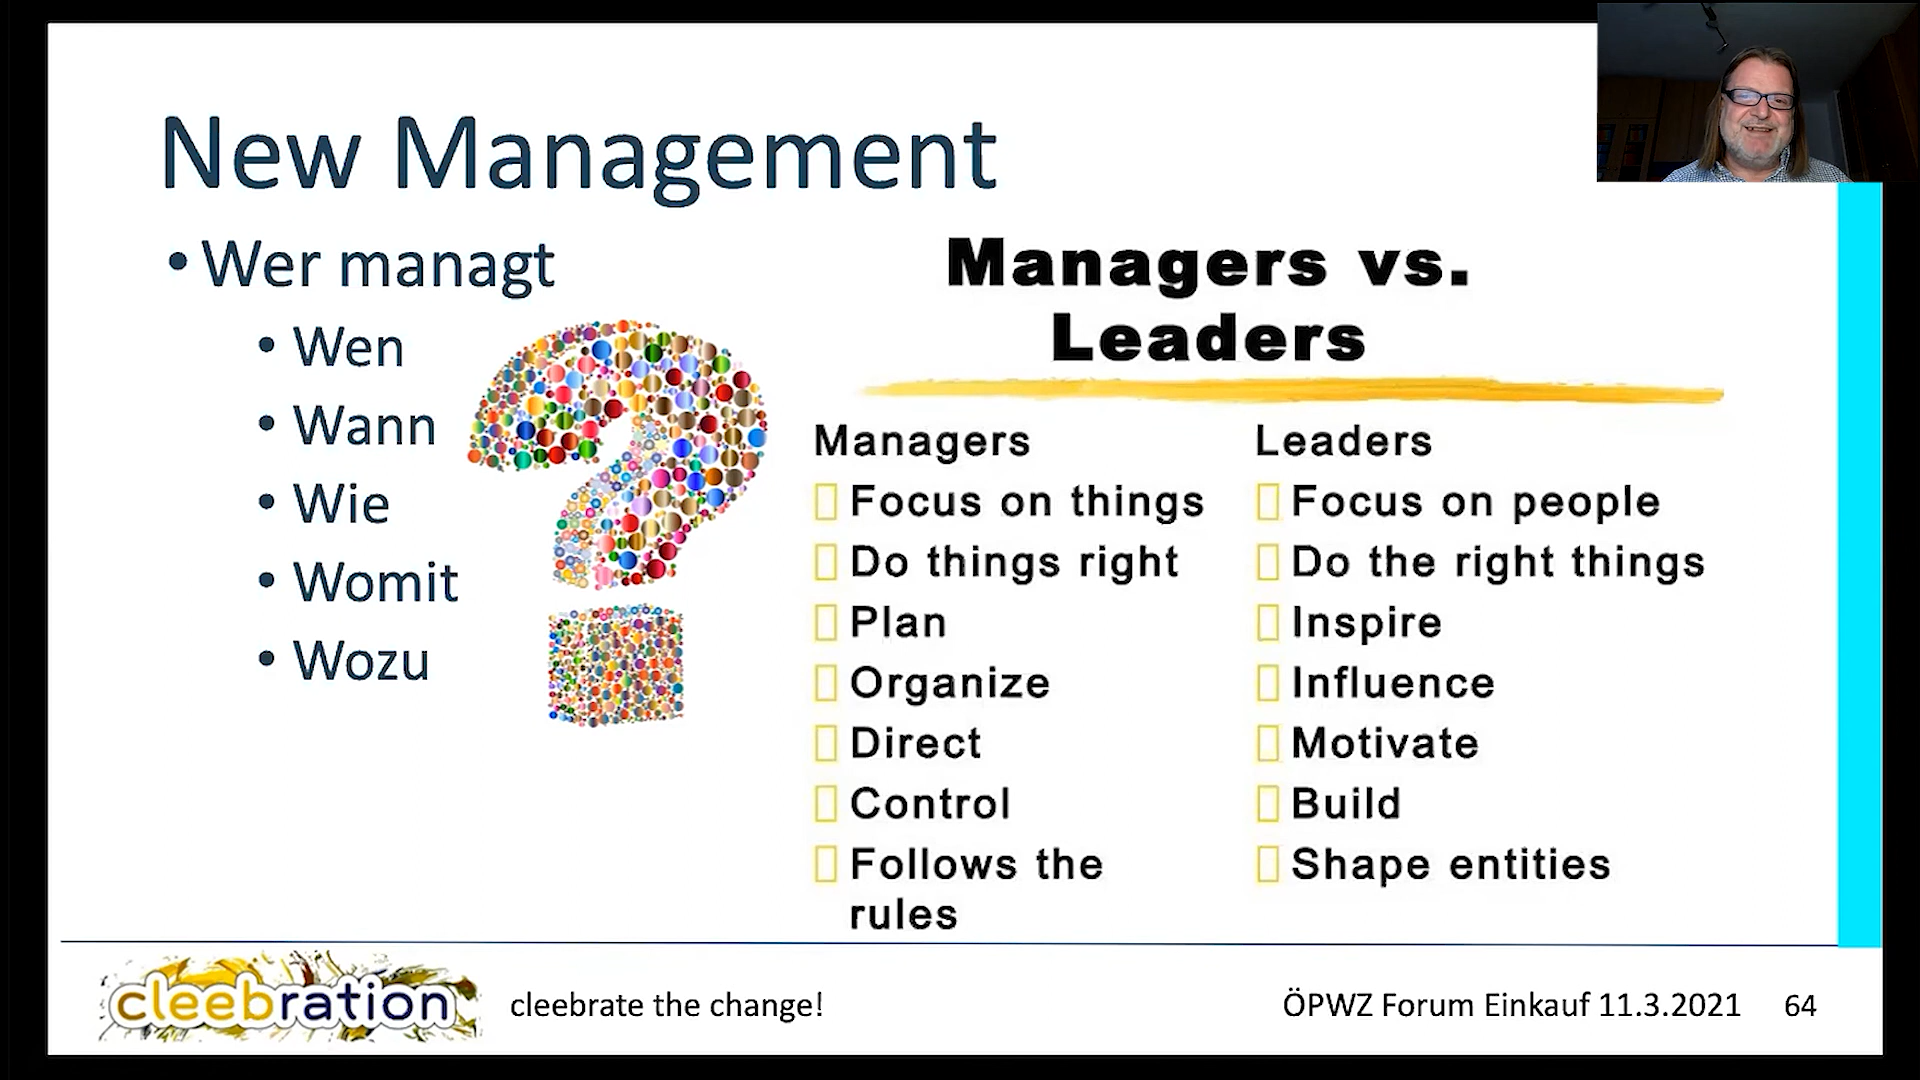 New Management
• Wer managt
• Wen
• Wann
• Wie
• Womit
• Wozu
Managers vs.
Leaders
Managers
Focus on things
Do things right
Plan
Organize
Direct
Control
Follows the
rules
Leaders
Focus on people
Do the right things
Inspire
Influence
Motivate
Build
Shape entities
cleebration
cleebrate the change!
ÖPWZ Forum Einkauf 11.3.2021
64